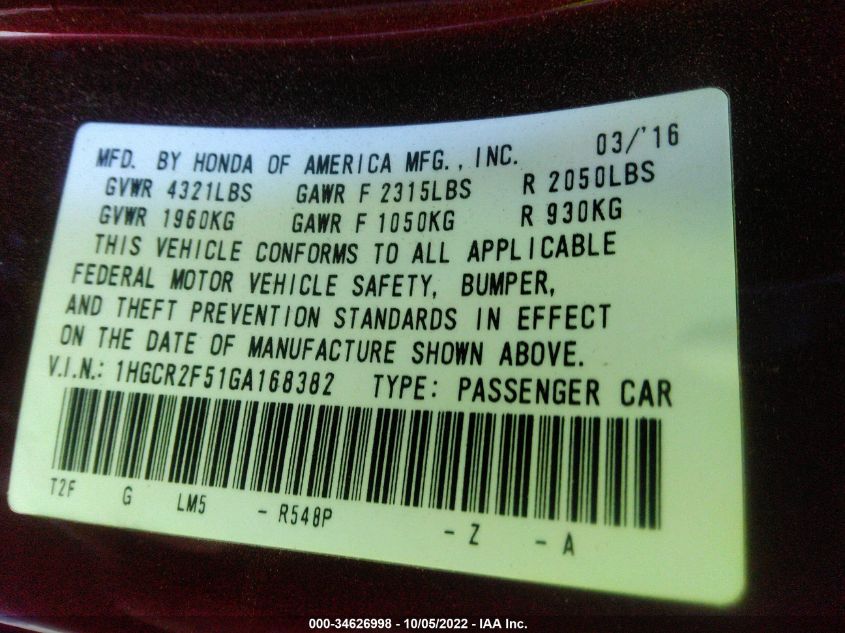 MFD. BY HONDA OF AMERICA MFG., INC. 03/'16
GVWR 4321LBS GAWR F 2315LBS R 2050LBS
GVWR 1960KG GAWR F 1050KG R 930KG
THIS VEHICLE CONFORMS TO ALL APPLICABLE
FEDERAL MOTOR VEHICLE SAFETY, BUMPER,
AND THEFT PREVENTION STANDARDS IN EFFECT
ON THE DATE OF MANUFACTURE SHOWN ABOVE.
V.I.N.: 1HGCR2F51GA168382 TYPE: PASSENGER CAR
T2F G LM5 - R548P - Z - A
000-34626998 - 10/05/2022 - IAA Inc.